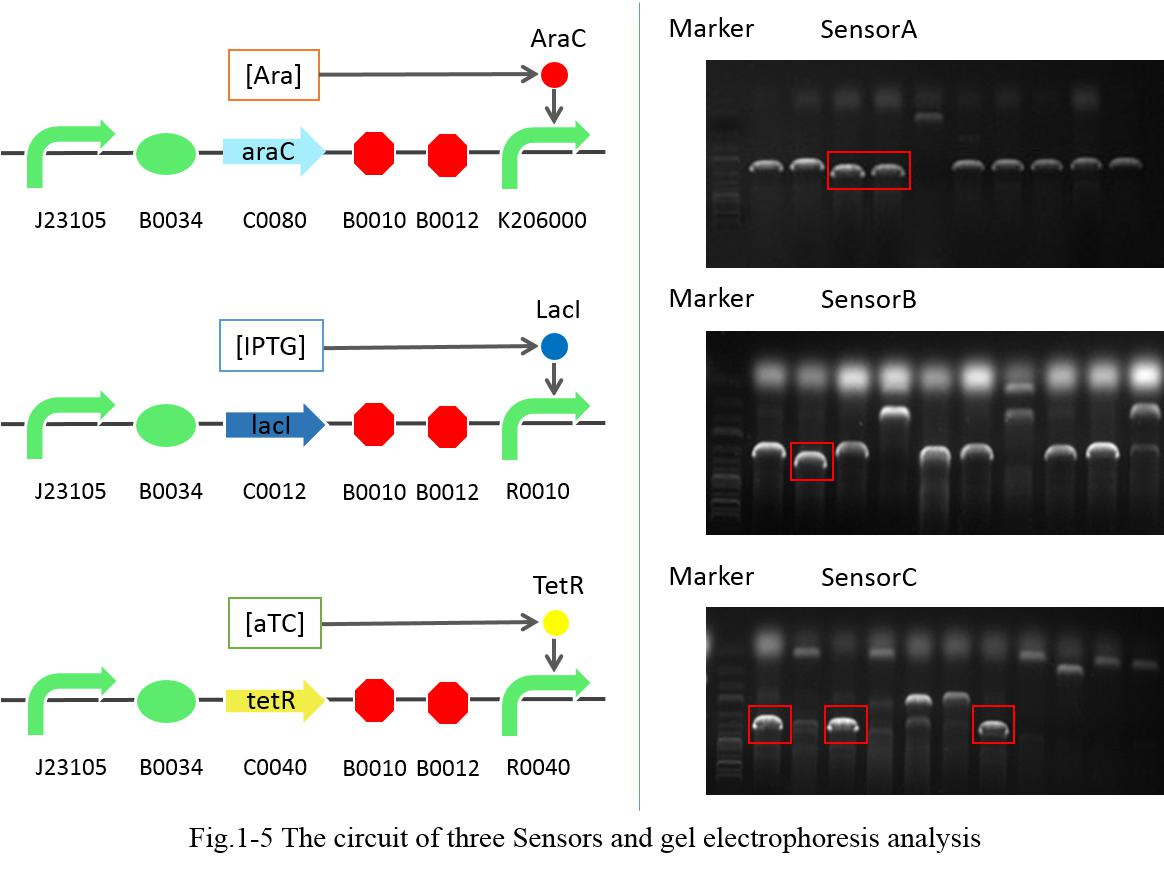 AraC
[Ara]
araC
J23105 B0034 C0080 B0010 B0012 K206000
LacI
[IPTG]
lacI
J23105 B0034 C0012 B0010 B0012 R0010
TetR
[aTC]
tetR
J23105 B0034 C0040 B0010 B0012 R0040
Marker SensorA
Marker SensorB
Marker SensorC
Fig.1-5 The circuit of three Sensors and gel electrophoresis analysis